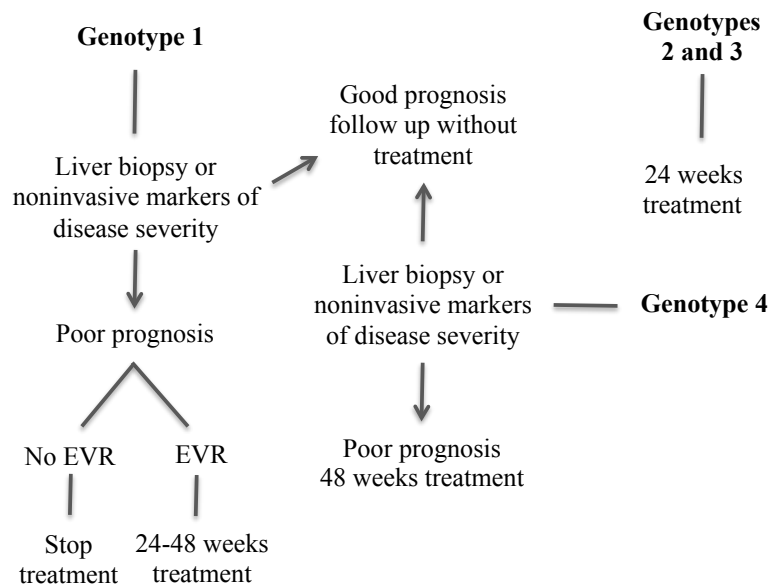 Genotype 1
Liver biopsy or
noninvasive markers of
disease severity
Poor prognosis
No EVR
EVR
Stop
treatment
24-48 weeks
treatment
Good prognosis
follow up without
treatment
Liver biopsy or
noninvasive markers
of disease severity
Poor prognosis
48 weeks treatment
Genotypes
2 and 3
24 weeks
treatment
Genotype 4